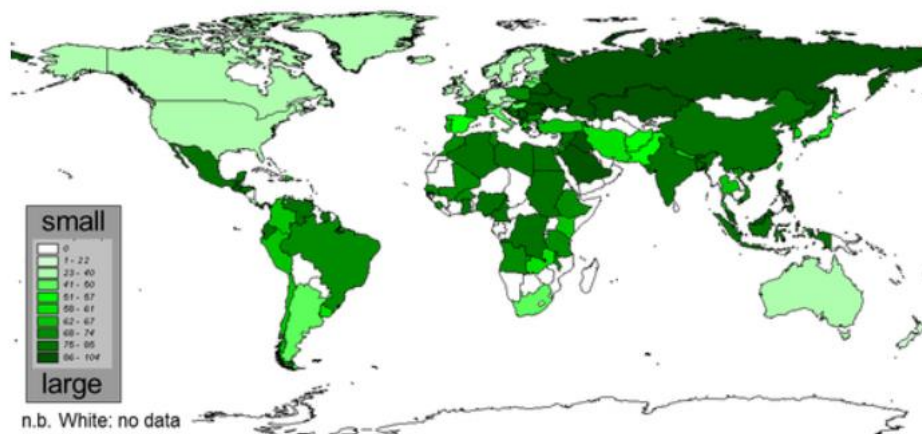 small
0
1 - 22
23 - 40
41 - 50
51 - 57
58 - 61
62 - 67
68 - 74
75 - 85
86 - 104
large
n.b. White: no data